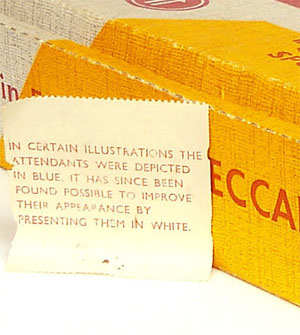 IN CERTAIN ILLUSTRATIONS THE
ATTENDANTS WERE DEPICTED
IN BLUE. IT HAS SINCE BEEN
FOUND POSSIBLE TO IMPROVE
THEIR APPEARANCE BY
PRESENTING THEM IN WHITE.
ECCA
in